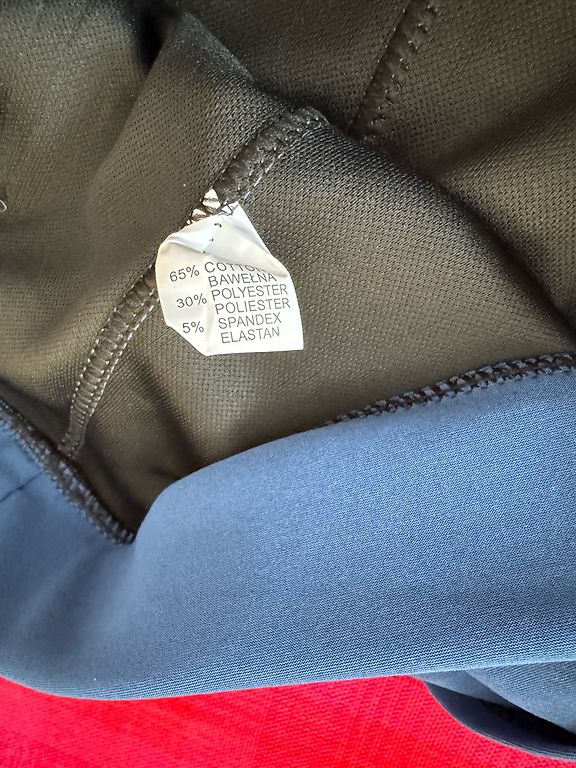 65% COTTON
BAWEŁNA
30% POLYESTER
POLIESTER
5% SPANDEX
ELASTAN